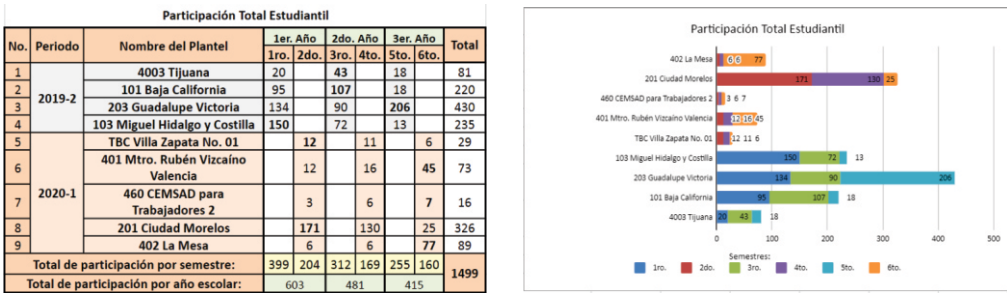 Participación Total Estudiantil
No. Periodo Nombre del Plantel 1er. Año 2do. Año 3er. Año Total
1ro. 2do. 3ro. 4to. 5to. 6to.
1 2019-2 4003 Tijuana 20 43 18 81
2 101 Baja California 95 107 18 220
3 203 Guadalupe Victoria 134 90 206 430
4 103 Miguel Hidalgo y Costilla 150 72 13 235
5 2020-1 TBC Villa Zapata No. 01 12 11 6 29
6 401 Mtro. Rubén Vizcaíno
Valencia 12 16 45 73
7 460 CEMSAD para
Trabajadores 2 3 6 7 16
8 201 Ciudad Morelos 171 130 25 326
9 402 La Mesa 6 6 77 89
Total de participación por semestre: 399 204 312 169 255 160 1499
Total de participación por año escolar: 603 481 415
Participación Total Estudiantil
402 La Mesa 6 6 77
201 Ciudad Morelos 171 130 25
460 CEMSAD para Trabajadores 2 3 6 7
401 Mtro. Rubén Vizcaíno Valencia 12 16 45
TBC Villa Zapata No. 01 12 11 6
103 Miguel Hidalgo y Costilla 150 72 13
203 Guadalupe Victoria 134 90 206
101 Baja California 95 107 18
4003 Tijuana 20 43 18
0 100 200 300 400 500
Semestres:
1ro. 2do. 3ro. 4to. 5to. 6to.